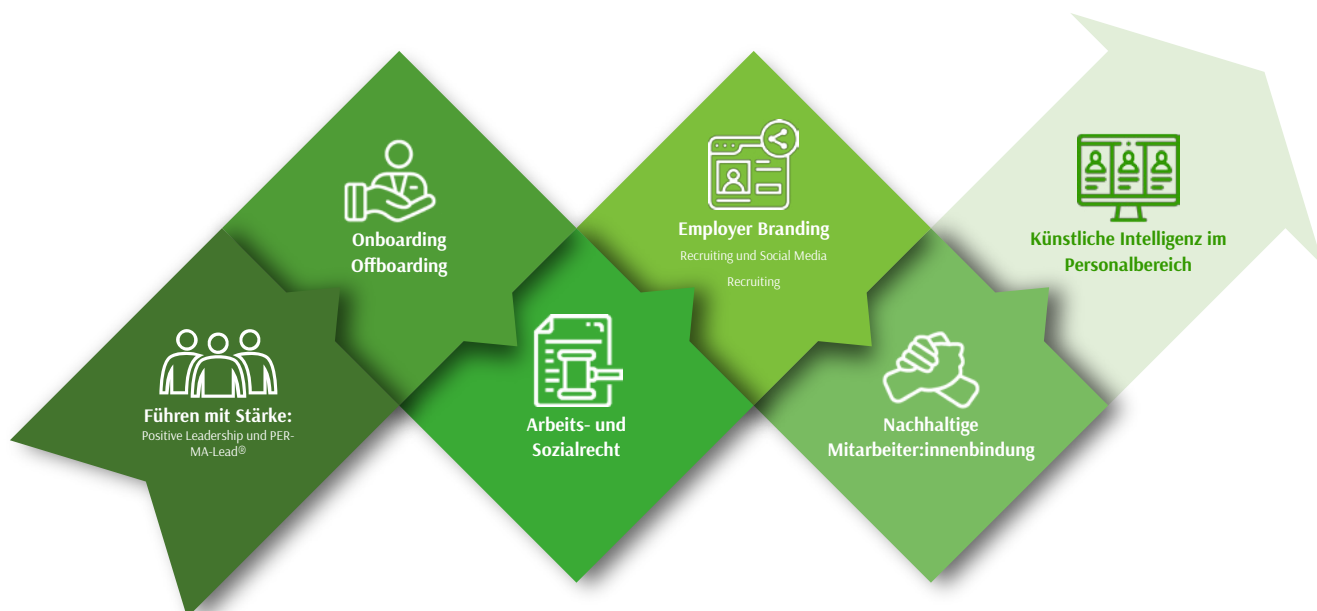 Führen mit Stärke:
Positive Leadership und PER-
MA-Lead®
Onboarding
Offboarding
Arbeits- und
Sozialrecht
Employer Branding
Recruiting und Social Media
Recruiting
Nachhaltige
Mitarbeiter:innenbindung
Künstliche Intelligenz im
Personalbereich